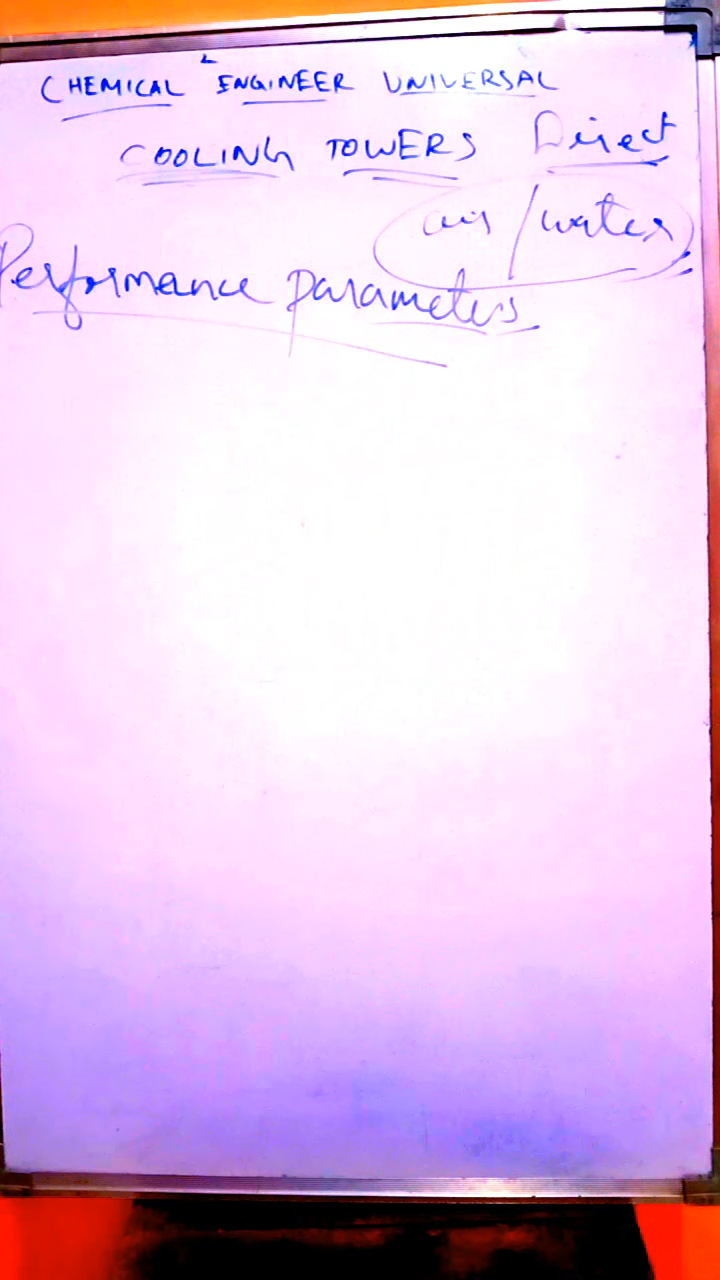 CHEMICAL ENGINEER UNIVERSAL
COOLING TOWERS Direct
air/water
Performance parameters